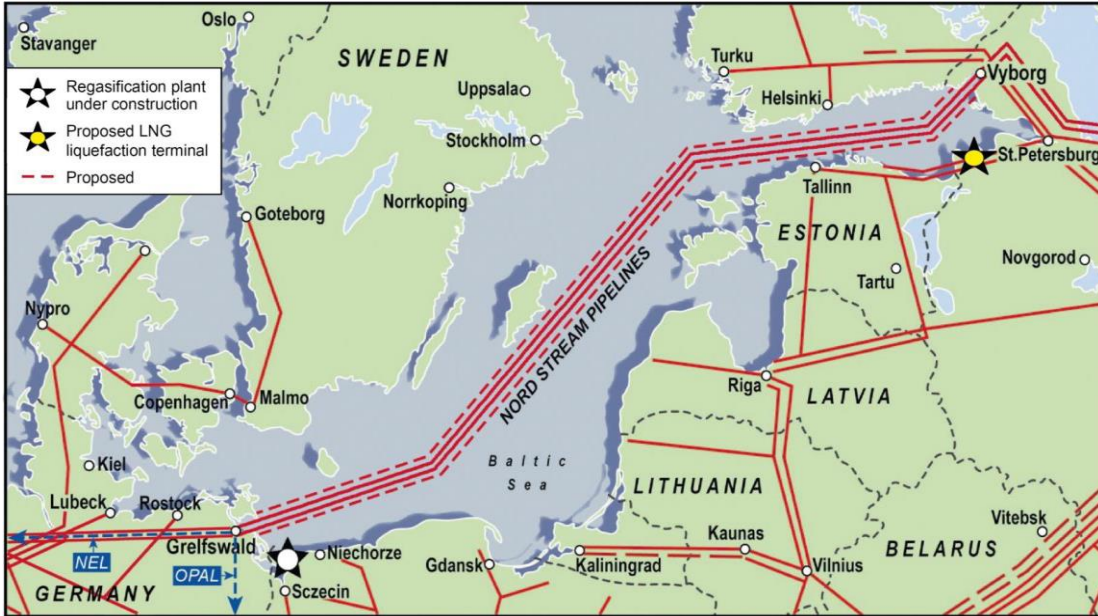 Oslo
Stavanger
SWEDEN
Turku
Vyborg
Regasification plant
under construction
Proposed LNG
liquefaction terminal
Proposed
Uppsala
Helsinki
Stockholm
St.Petersburg
Norrkoping
Tallinn
Goteborg
ESTONIA
Novgorod
Tartu
Nypro
NORD STREAM PIPELINES
Riga
LATVIA
Copenhagen
Malmo
Kiel
Baltic
Sea
LITHUANIA
Lubeck
Rostock
Vitebsk
Grelfswald
Niechorze
Kaunas
BELARUS
NEL
OPAL
Gdansk
Kaliningrad
Vilnius
GERMANY
Sczecin